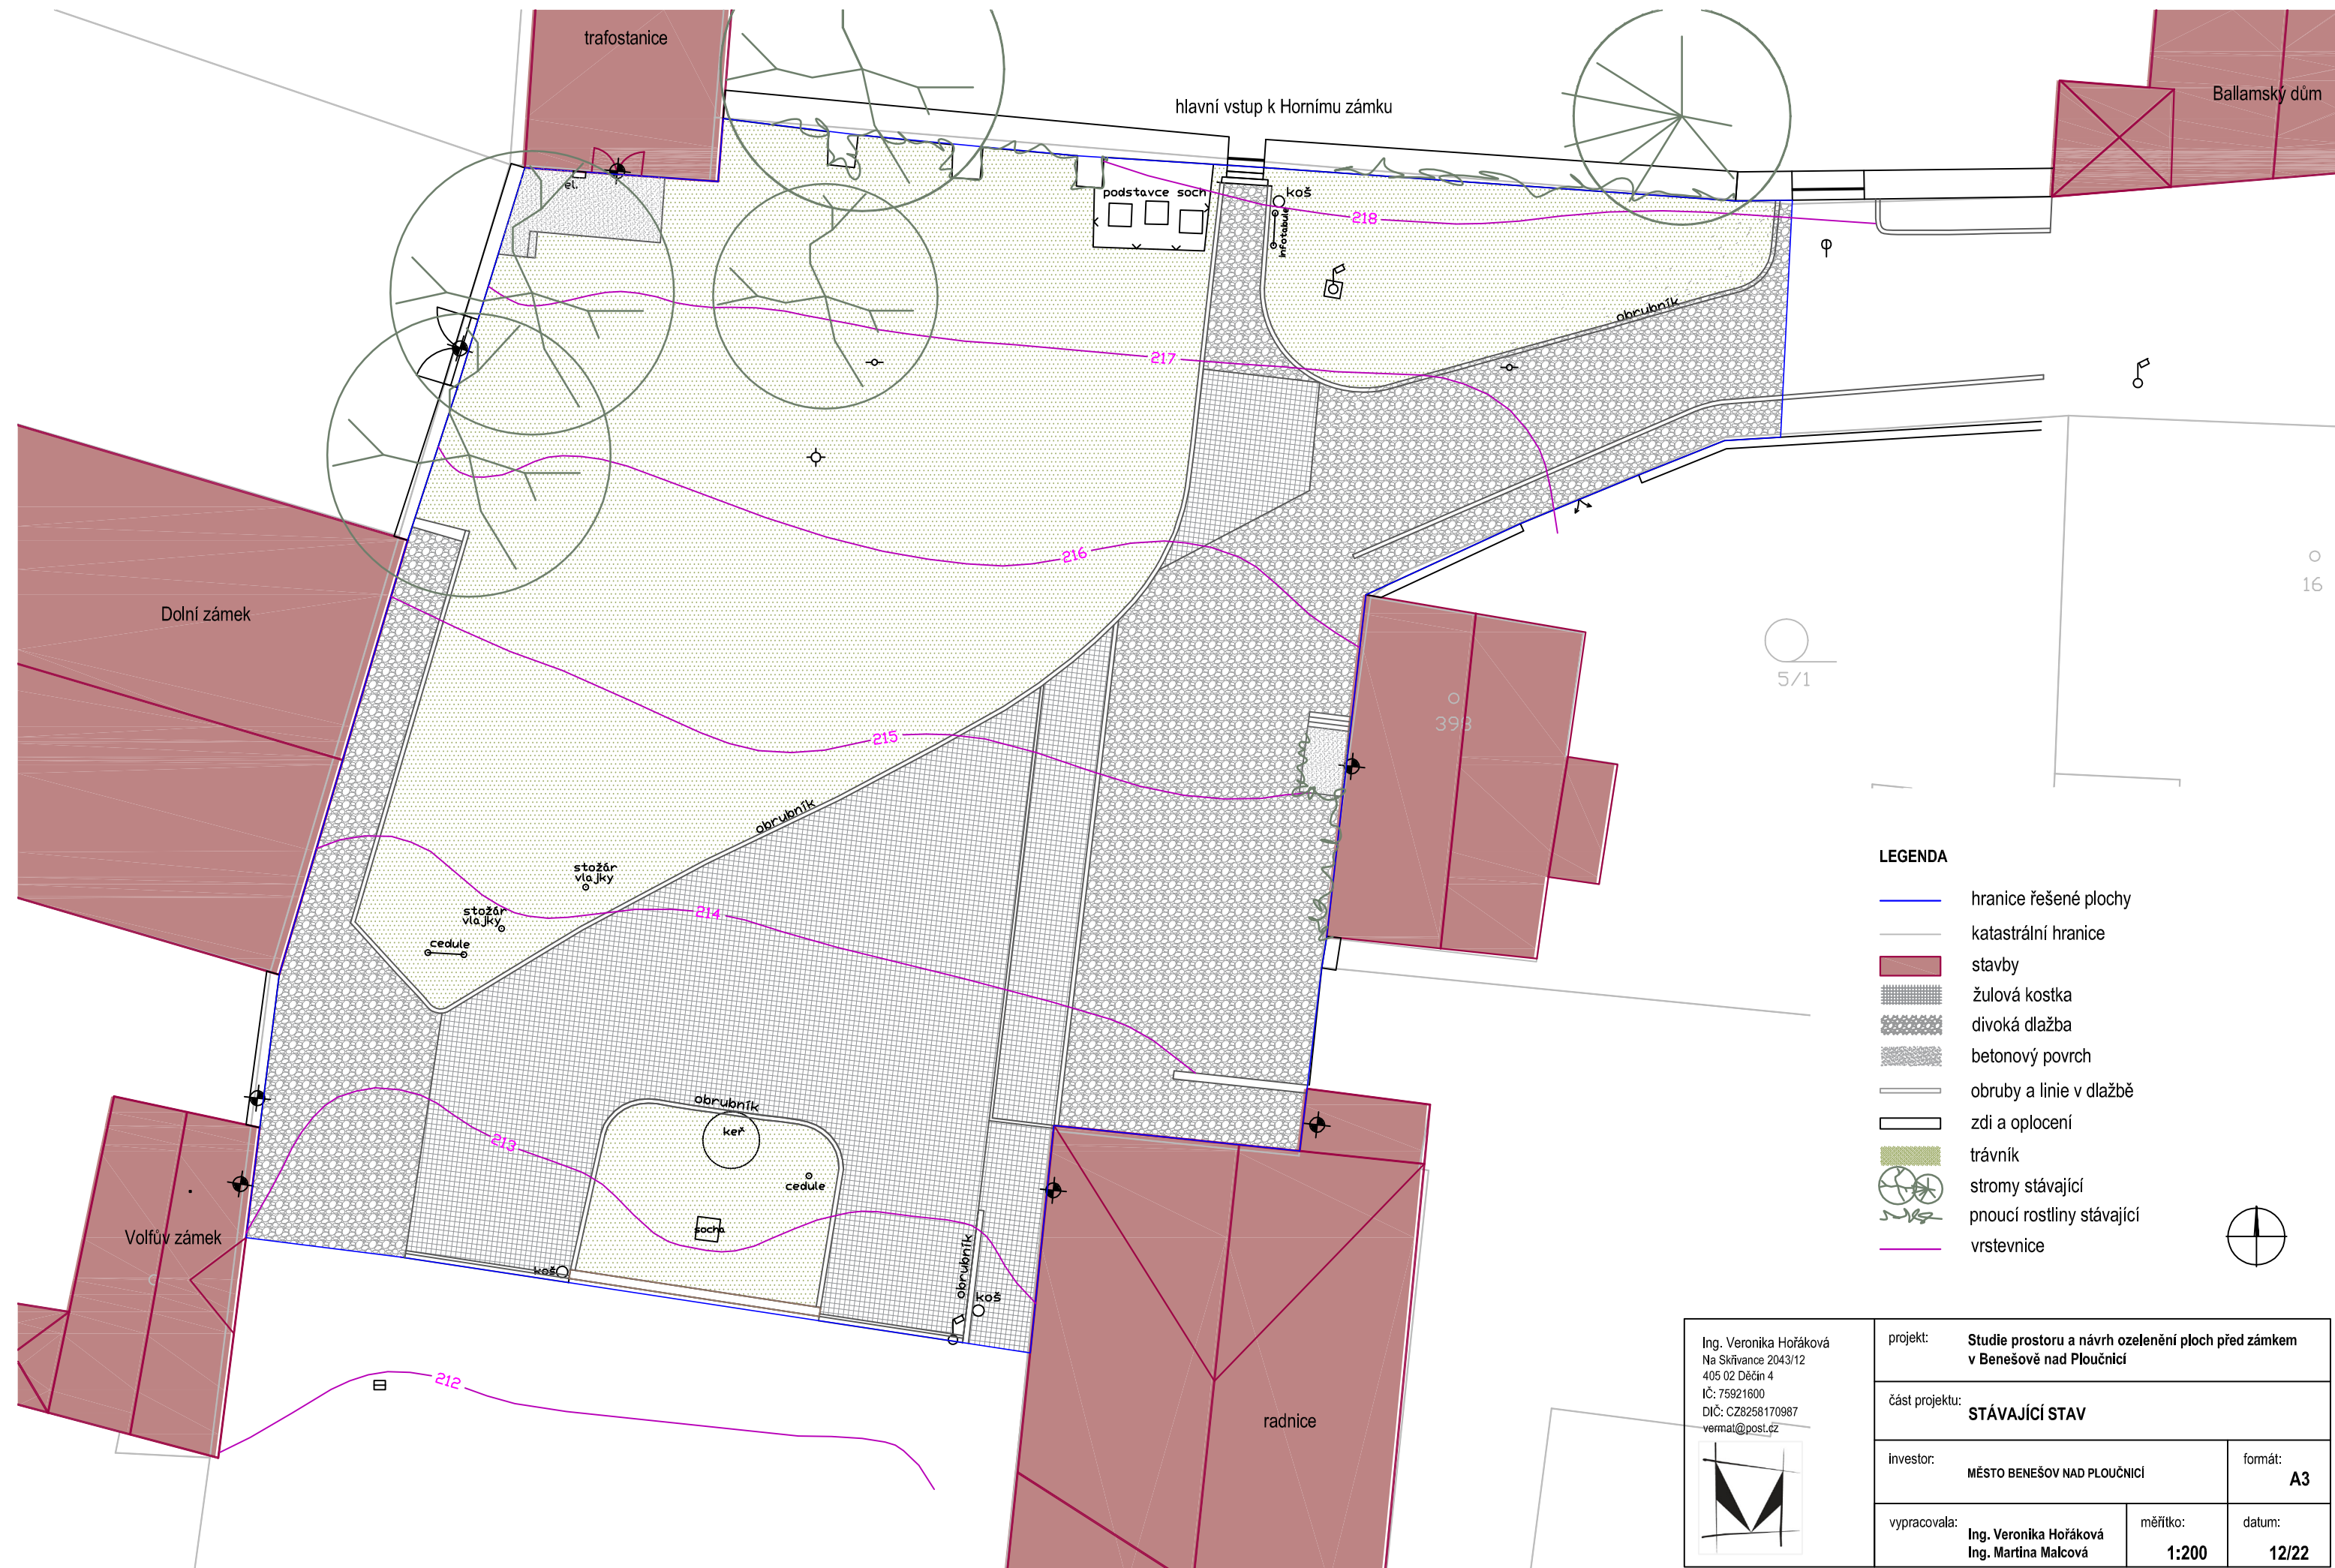 trafostanice
hlavní vstup k Hornímu zámku
Ballamský dům
el.
podstavce soch
koš
infotabule
218
obrubník
217
216
Dolní zámek
16
5/1
398
215
obrubník
stožár
vlajky
stožár
vlajky
cedule
214
obrubník
keř
213
cedule
socha
Volfův zámek
koš
obrubník
koš
212
radnice
LEGENDA
hranice řešené plochy
katastrální hranice
stavby
žulová kostka
divoká dlažba
betonový povrch
obruby a linie v dlažbě
zdi a oplocení
trávník
stromy stávající
pnoucí rostliny stávající
vrstevnice
Ing. Veronika Hořáková
Na Skřivance 2043/12
405 02 Děčín 4
IČ: 75921600
DIČ: CZ8258170987
vermat@post.cz
projekt: Studie prostoru a návrh ozelenění ploch před zámkem
v Benešově nad Ploučnicí
část projektu: STÁVAJÍCÍ STAV
investor: MĚSTO BENEŠOV NAD PLOUČNICÍ
formát: A3
vypracovala: Ing. Veronika Hořáková
Ing. Martina Malcová
měřítko: 1:200
datum: 12/22